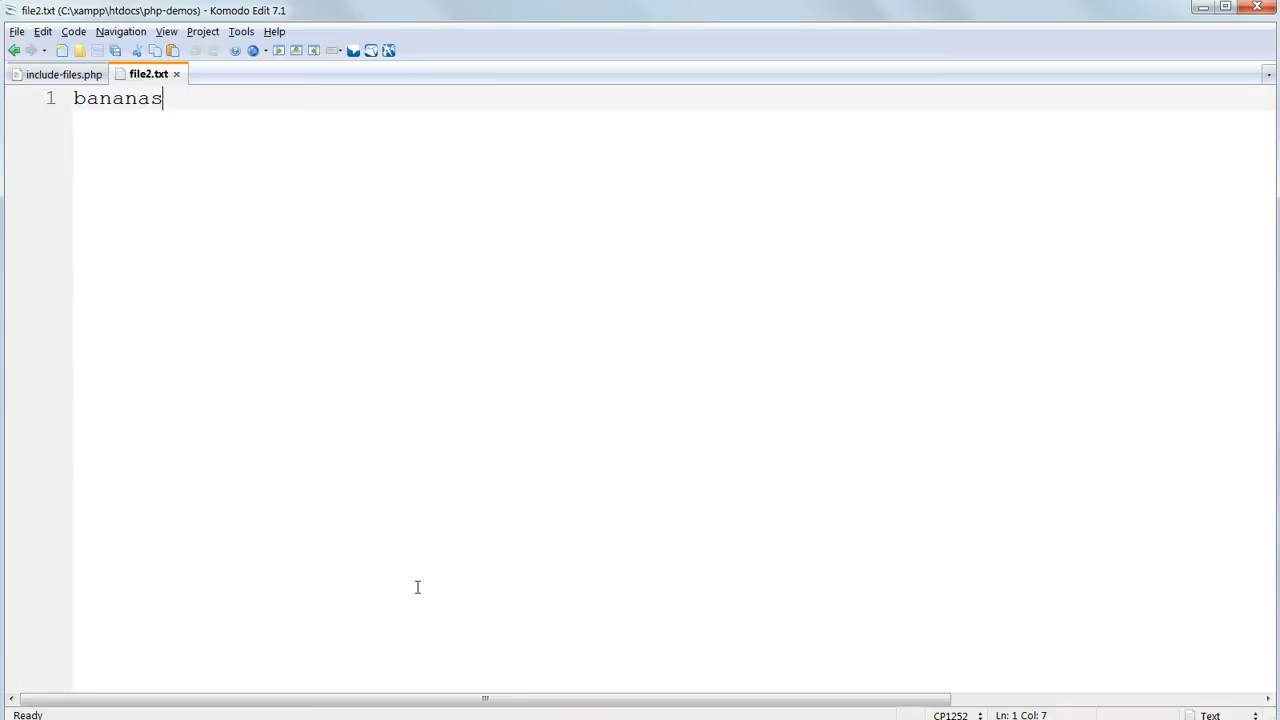 file2.txt (C:\xampp\htdocs\php-demos) - Komodo Edit 7.1
File Edit Code Navigation View Project Tools Help
include-files.php file2.txt
1 bananas
Ready CP1252 Ln: 1 Col: 7 Text